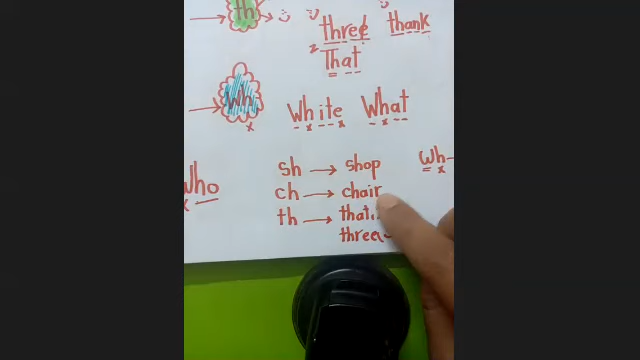 th three thank
That
Wh White What
Who
sh → shop
ch → chair
th → that
three
wh